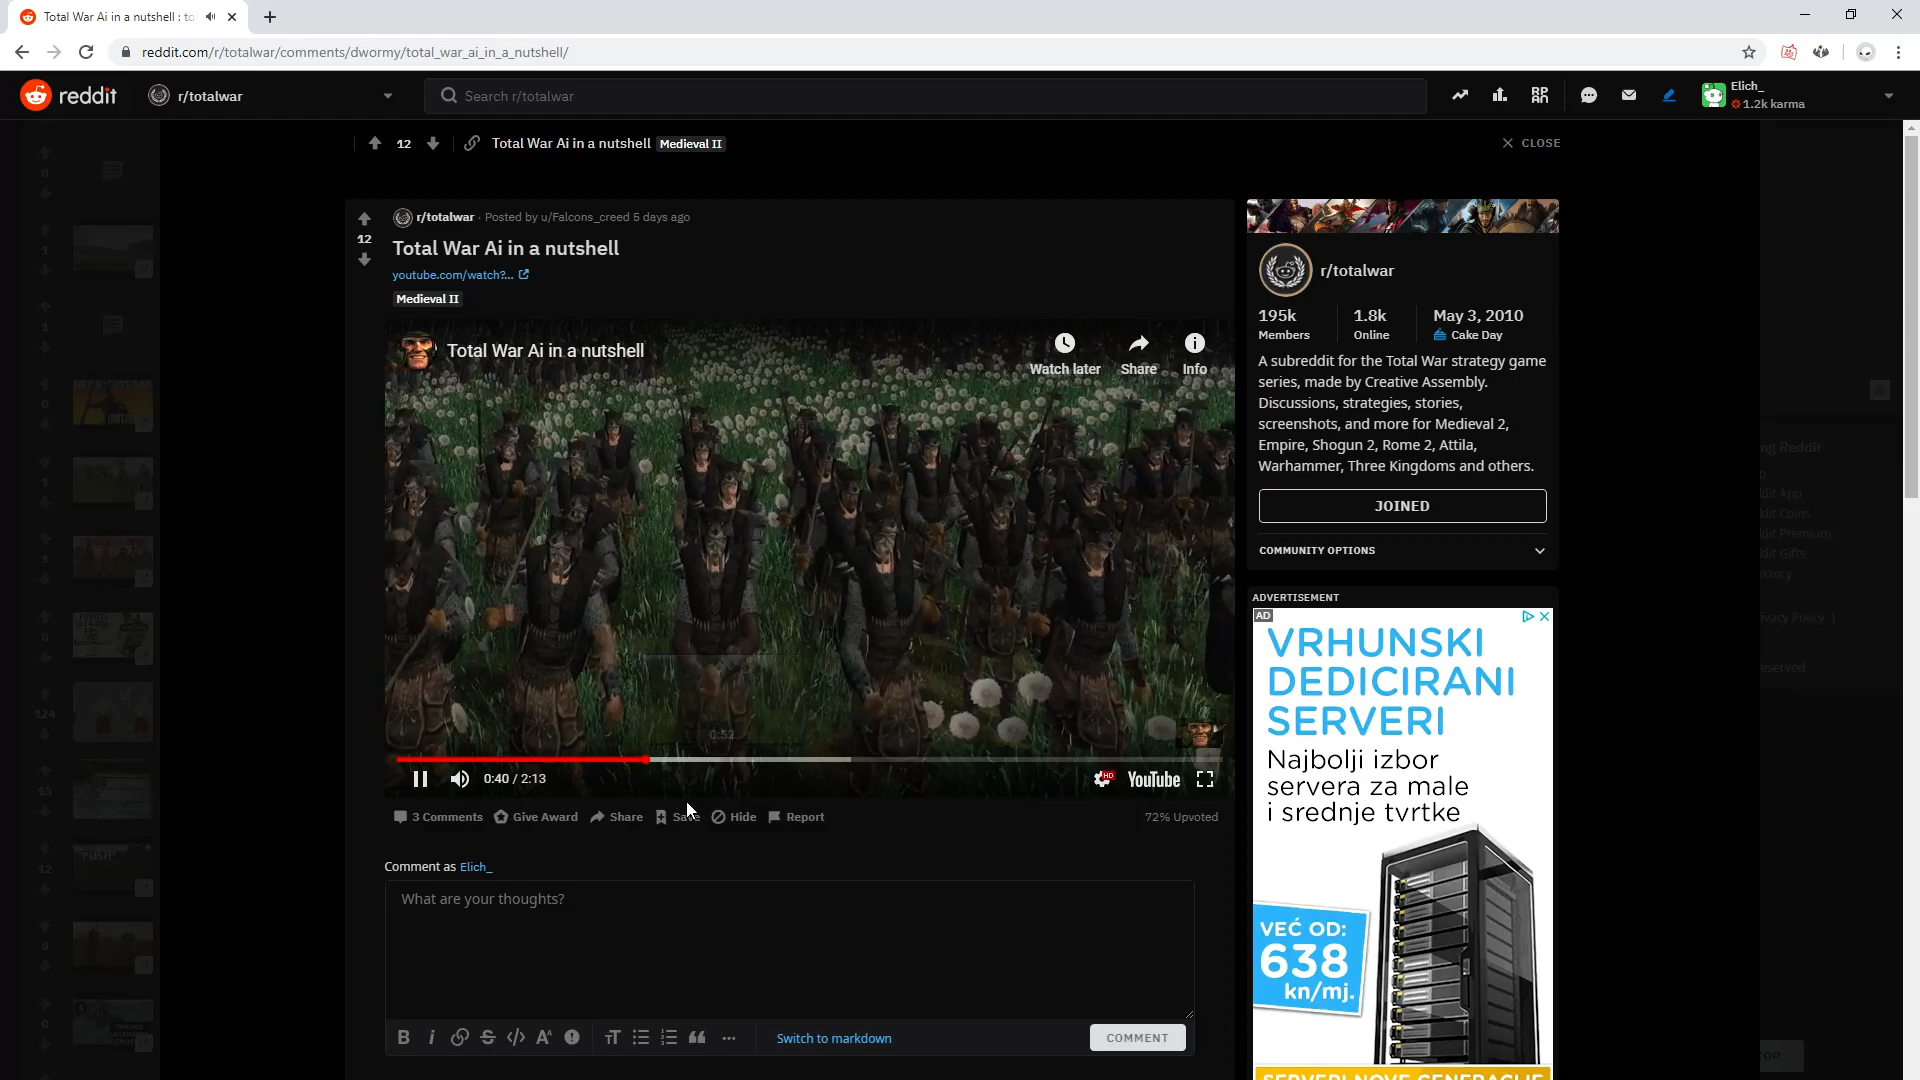 Total War Ai in a nutshell : to
reddit.com/r/totalwar/comments/dwormy/total_war_ai_in_a_nutshell/
reddit
r/totalwar
Search r/totalwar
Elich_
1.2k karma
12
Total War Ai in a nutshell
Medieval II
CLOSE
12
r/totalwar · Posted by u/Falcons_creed 5 days ago
Total War Ai in a nutshell
youtube.com/watch?...
Medieval II
Total War Ai in a nutshell
Watch later
Share
Info
0:52
0:40 / 2:13
HD
YouTube
3 Comments
Give Award
Share
Save
Hide
Report
72% Upvoted
Comment as Elich_
What are your thoughts?
Switch to markdown
COMMENT
r/totalwar
195k
Members
1.8k
Online
May 3, 2010
Cake Day
A subreddit for the Total War strategy game
series, made by Creative Assembly.
Discussions, strategies, stories,
screenshots, and more for Medieval 2,
Empire, Shogun 2, Rome 2, Attila,
Warhammer, Three Kingdoms and others.
JOINED
COMMUNITY OPTIONS
ADVERTISEMENT
AD
VRHUNSKI
DEDICIRANI
SERVERI
Najbolji izbor
servera za male
i srednje tvrtke
VEĆ OD:
638
kn/mj.
SERVERI NOVE GENERACIJE